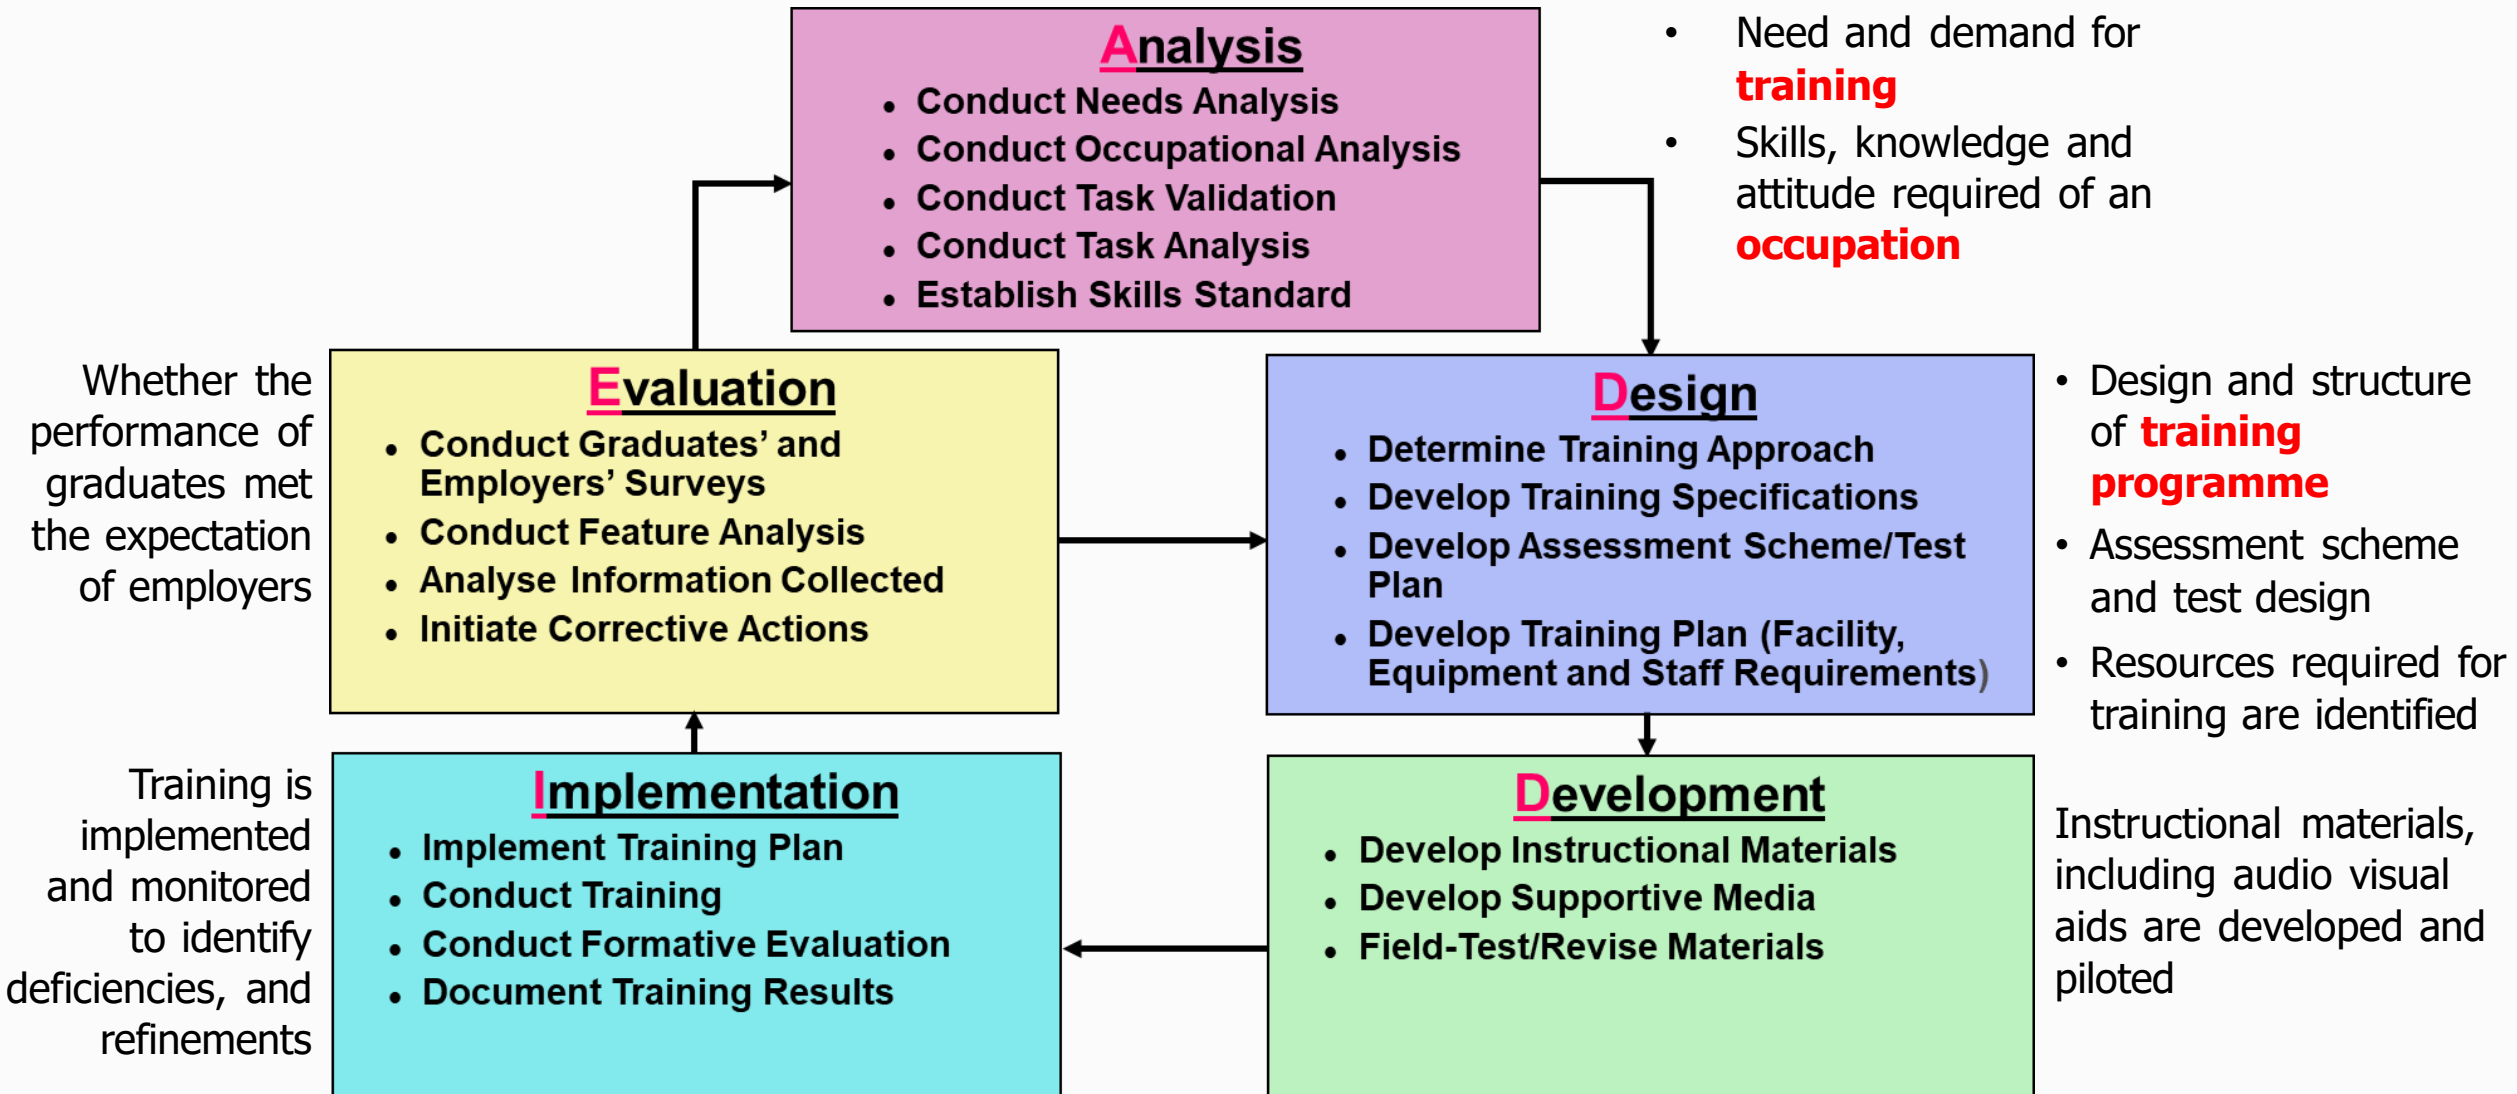 Analysis
• Conduct Needs Analysis
• Conduct Occupational Analysis
• Conduct Task Validation
• Conduct Task Analysis
• Establish Skills Standard
• Need and demand for
training
• Skills, knowledge and
attitude required of an
occupation
Whether the
performance of
graduates met
the expectation
of employers
Evaluation
• Conduct Graduates’ and
Employers’ Surveys
• Conduct Feature Analysis
• Analyse Information Collected
• Initiate Corrective Actions
Design
• Determine Training Approach
• Develop Training Specifications
• Develop Assessment Scheme/Test
Plan
• Develop Training Plan (Facility,
Equipment and Staff Requirements)
• Design and structure
of training
programme
• Assessment scheme
and test design
• Resources required for
training are identified
Training is
implemented
and monitored
to identify
deficiencies, and
refinements
Implementation
• Implement Training Plan
• Conduct Training
• Conduct Formative Evaluation
• Document Training Results
Development
• Develop Instructional Materials
• Develop Supportive Media
• Field-Test/Revise Materials
Instructional materials,
including audio visual
aids are developed and
piloted